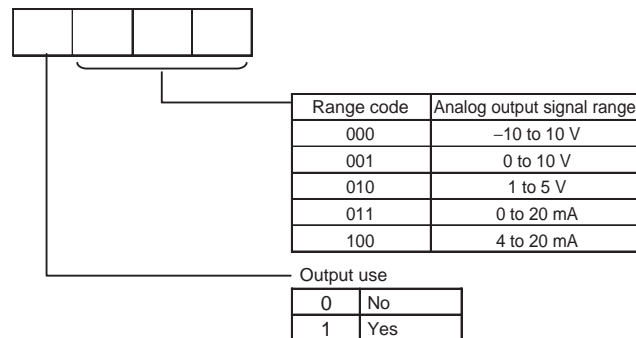 Range code Analog output signal range
000 −10 to 10 V
001 0 to 10 V
010 1 to 5 V
011 0 to 20 mA
100 4 to 20 mA
Output use
0 No
1 Yes